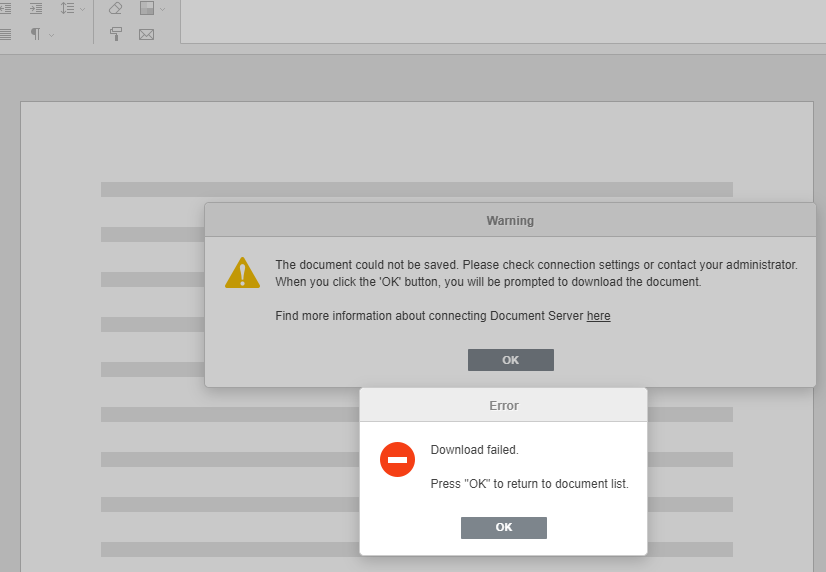 Warning
The document could not be saved. Please check connection settings or contact your administrator.
When you click the 'OK' button, you will be prompted to download the document.
Find more information about connecting Document Server here
OK
Error
Download failed.
Press "OK" to return to document list.
OK